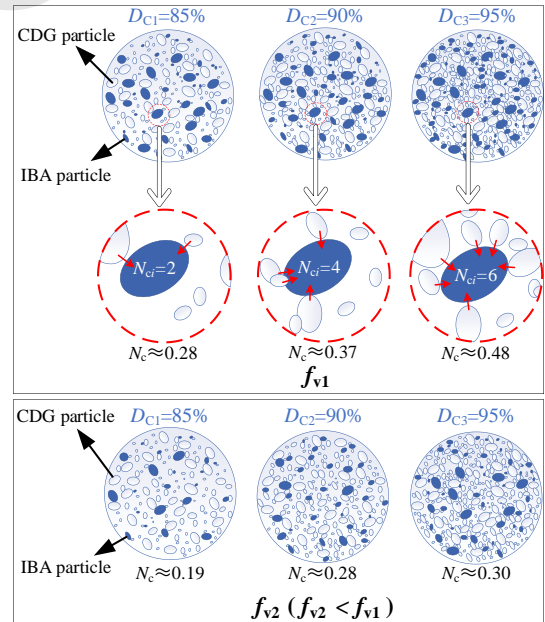 D_C1=85% D_C2=90% D_C3=95%
CDG particle
IBA particle
N_ci=2 N_ci=4 N_ci=6
N_c≈0.28 N_c≈0.37 N_c≈0.48
f_v1
CDG particle
D_C1=85% D_C2=90% D_C3=95%
IBA particle
N_c≈0.19 N_c≈0.28 N_c≈0.30
f_v2 (f_v2 < f_v1)